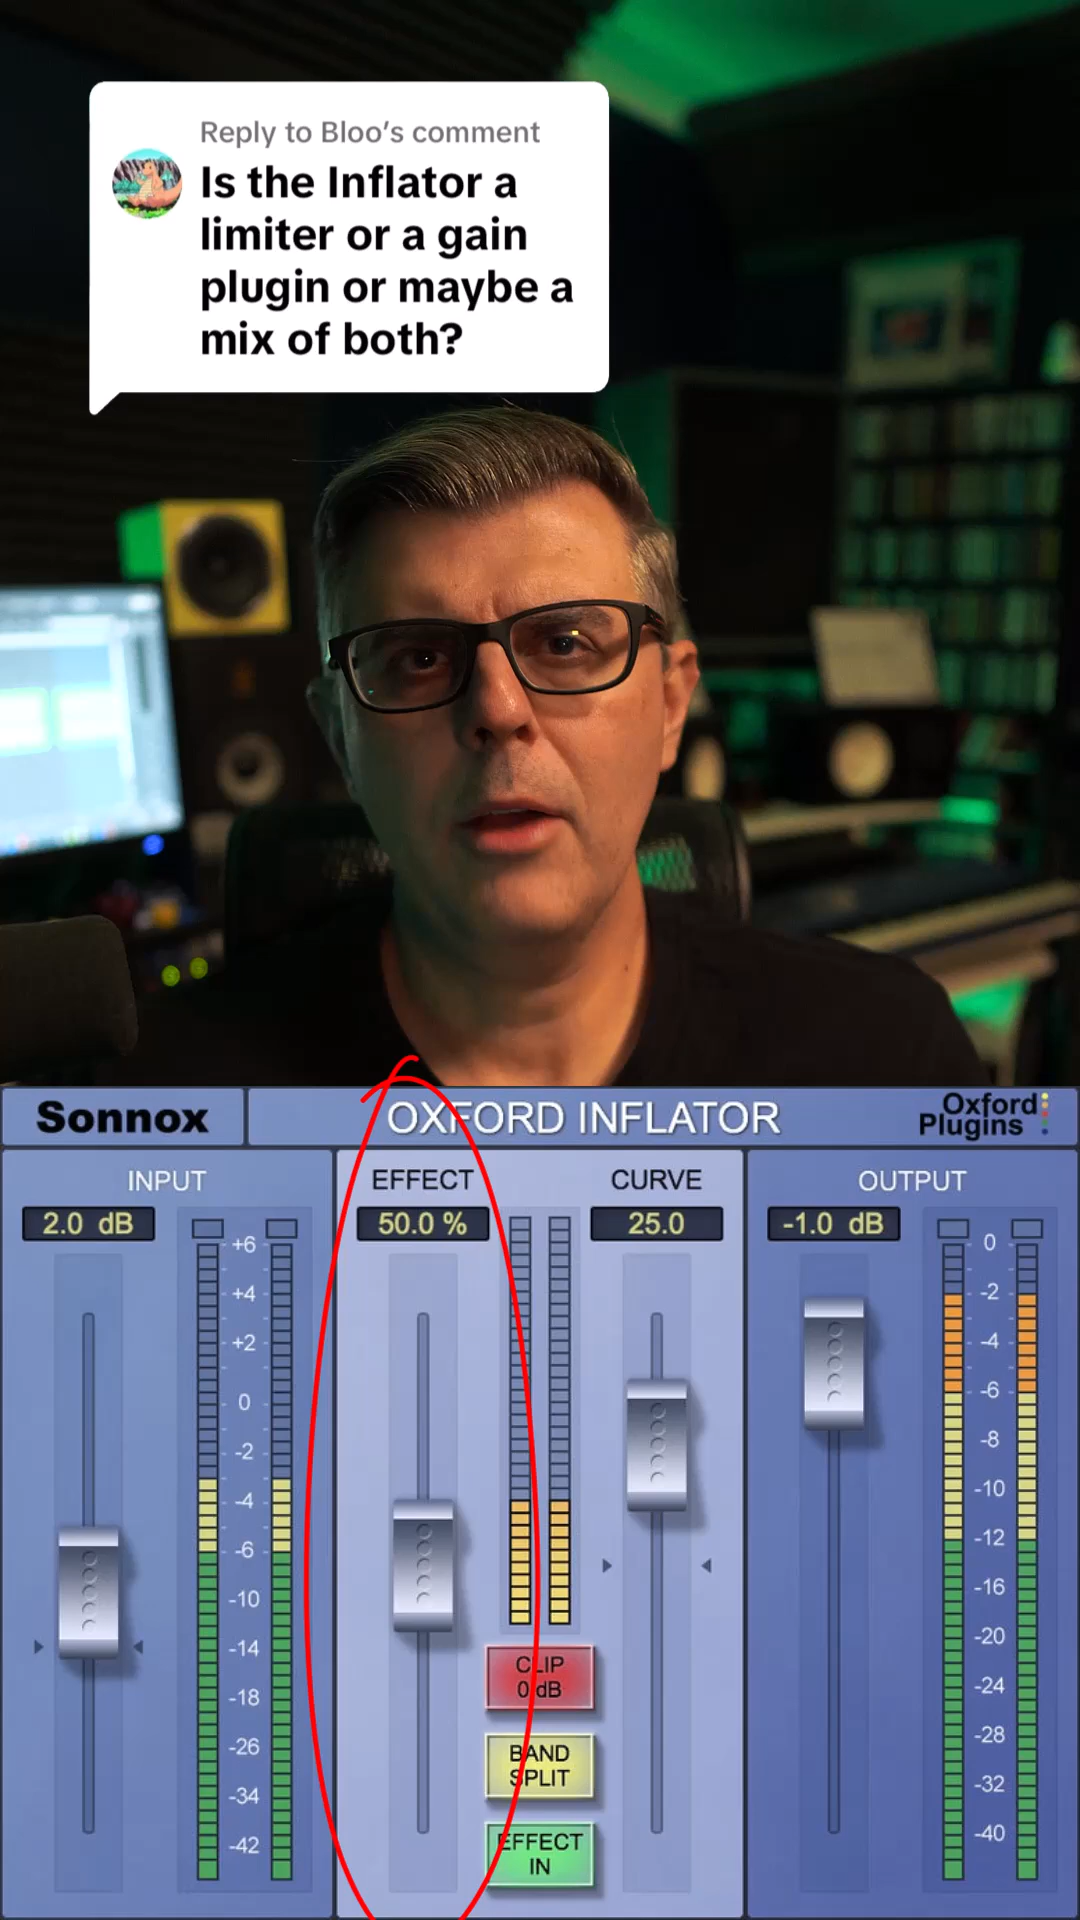 Reply to Bloo's comment
Is the Inflator a
limiter or a gain
plugin or maybe a
mix of both?
Sonnox
OXFORD INFLATOR
Oxford
Plugins
INPUT
2.0 dB
+6
+4
+2
0
-2
-4
-6
-10
-14
-18
-26
-34
-42
EFFECT
50.0 %
CURVE
25.0
CLIP
0 dB
BAND
SPLIT
EFFECT
IN
OUTPUT
-1.0 dB
0
-2
-4
-6
-8
-10
-12
-16
-20
-24
-28
-32
-40